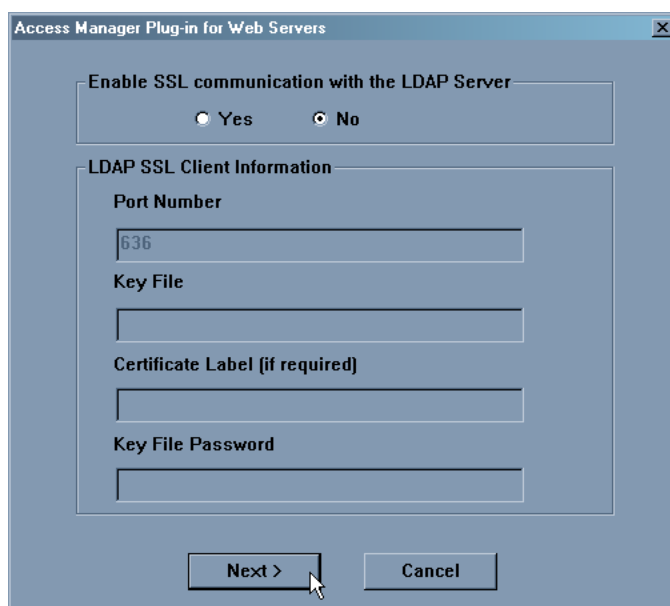 Access Manager Plug-in for Web Servers
Enable SSL communication with the LDAP Server
Yes No
LDAP SSL Client Information
Port Number
636
Key File
Certificate Label (if required)
Key File Password
Next > Cancel